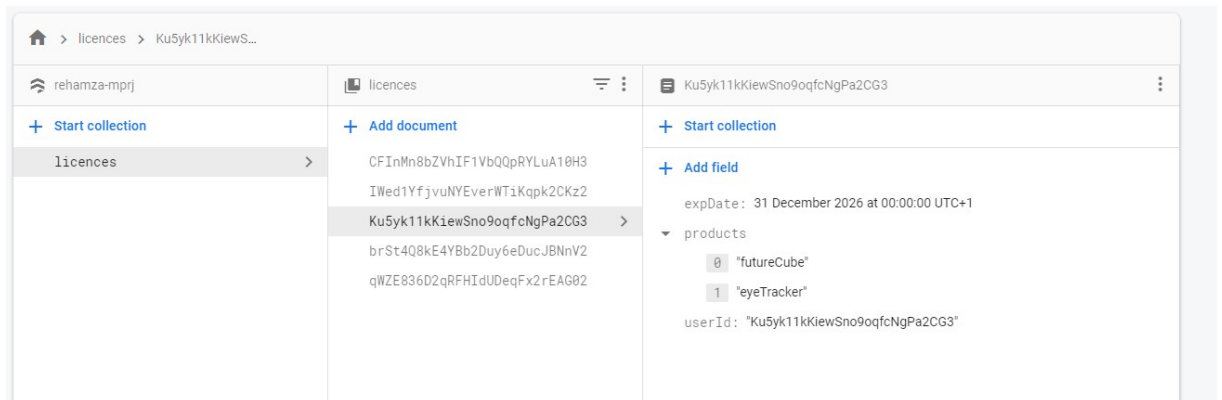 licences > Ku5yk11kKiewS…
rehamza-mprj
Start collection
licences
licences
Add document
CFInMn8bZVhIF1VbQQpRYLuA10H3
IWed1YfjvuNYEverWTiKqpk2CKz2
Ku5yk11kKiewSno9oqfcNgPa2CG3
brSt4Q8kE4YBb2Duy6eDucJBNnV2
qWZE836D2qRFHIdUDeqFx2rEAG02
Ku5yk11kKiewSno9oqfcNgPa2CG3
Start collection
Add field
expDate: 31 December 2026 at 00:00:00 UTC+1
products
0 "futureCube"
1 "eyeTracker"
userId: "Ku5yk11kKiewSno9oqfcNgPa2CG3"